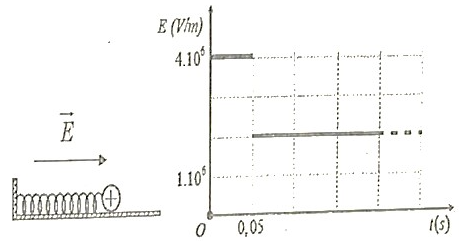 E (V/m)
4.10⁶
E
1.10⁶
O
0,05
t(s)
+